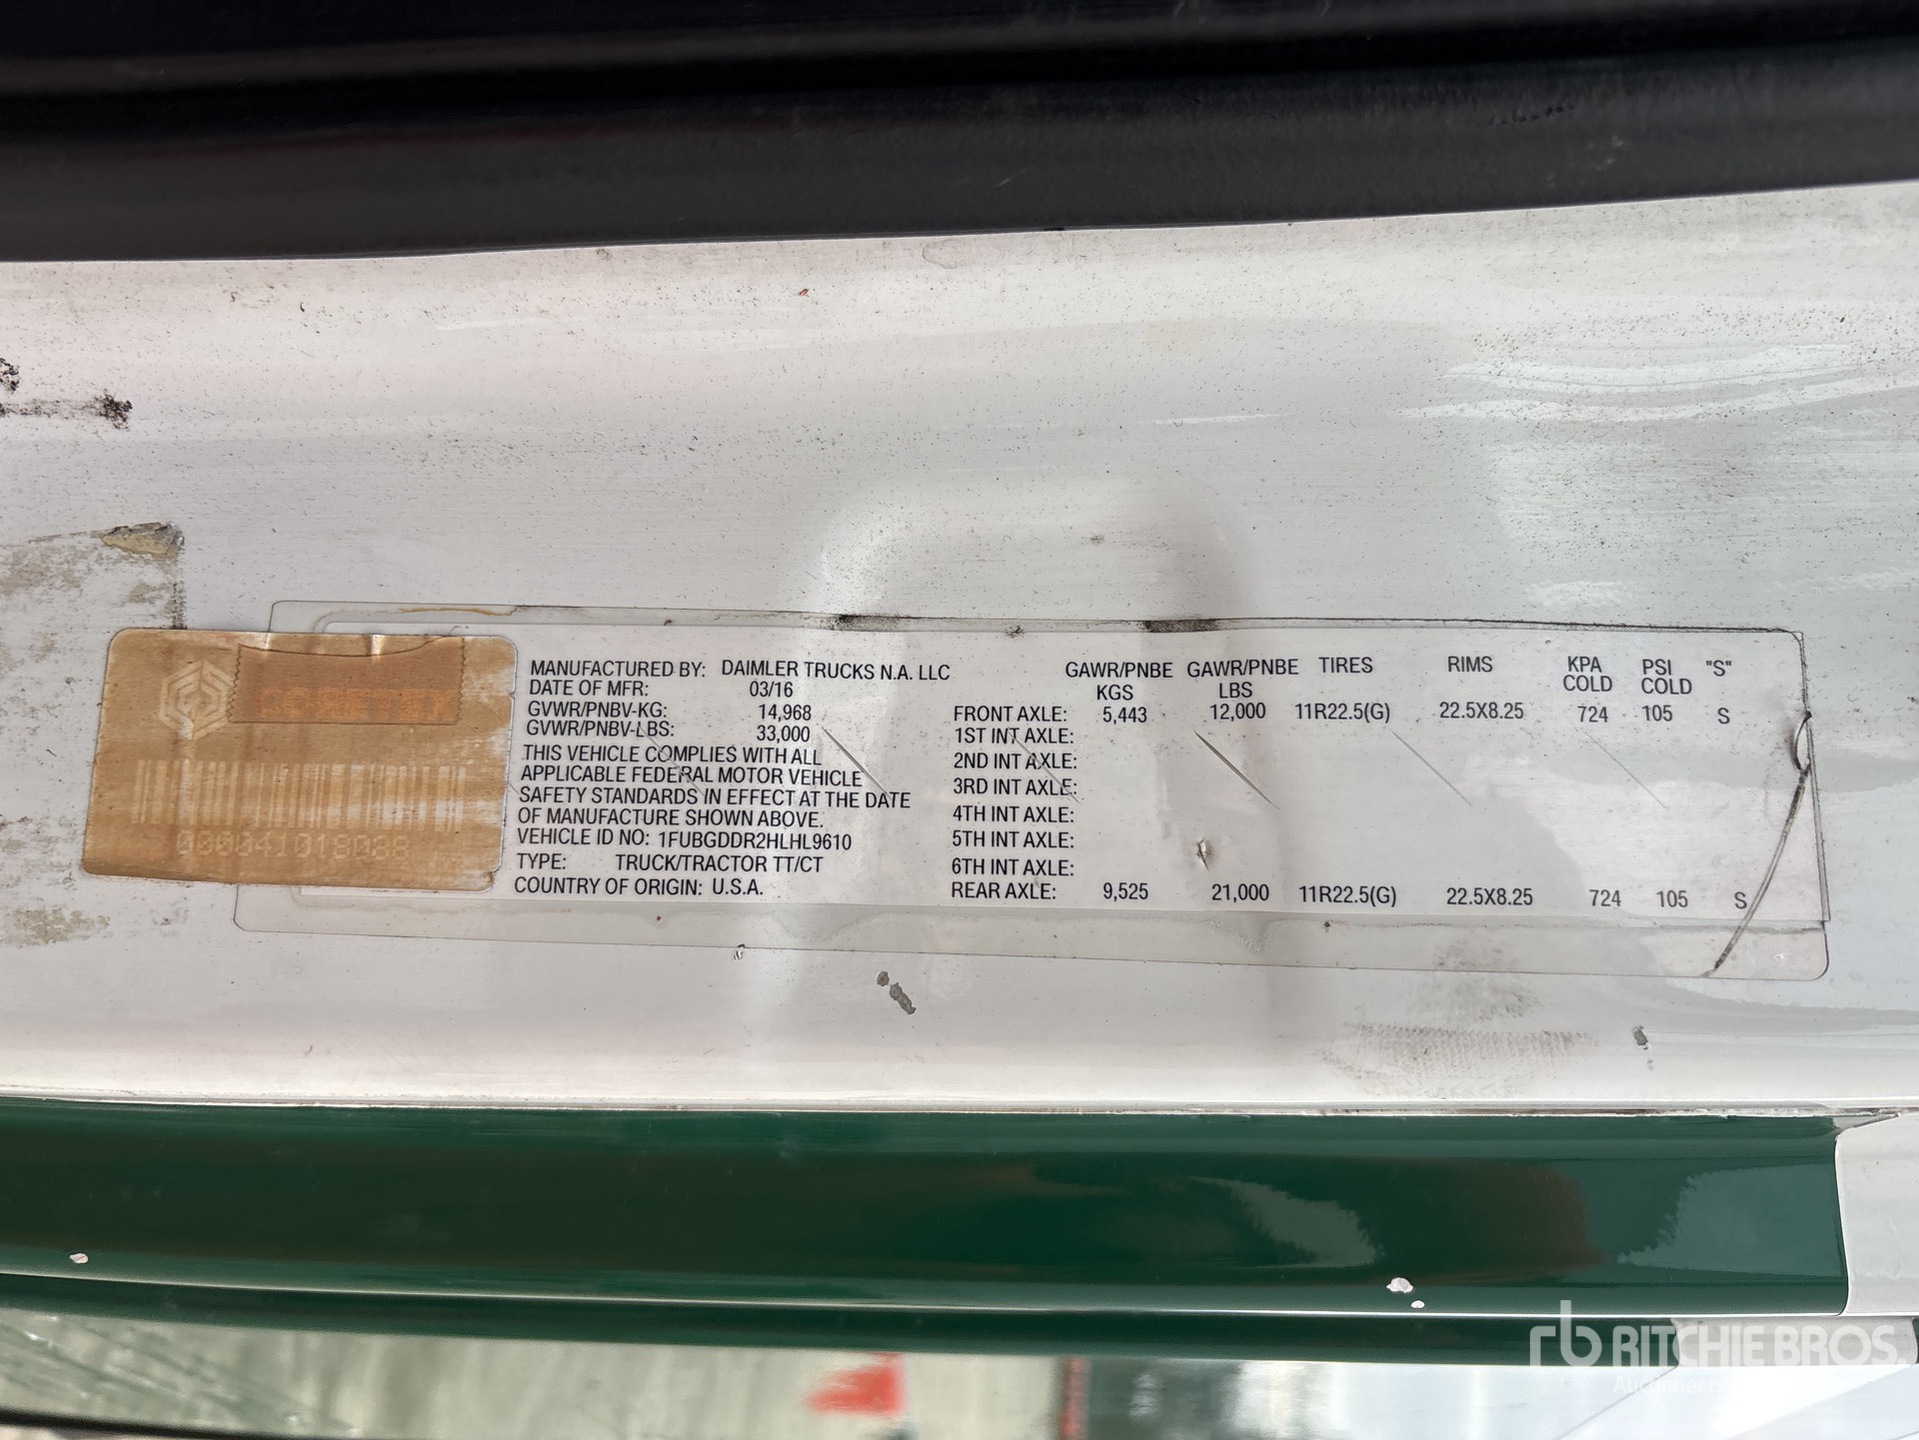 MANUFACTURED BY: DAIMLER TRUCKS N.A. LLC
DATE OF MFR: 03/16
GVWR/PNBV-KG: 14,968
GVWR/PNBV-LBS: 33,000
THIS VEHICLE COMPLIES WITH ALL
APPLICABLE FEDERAL MOTOR VEHICLE
SAFETY STANDARDS IN EFFECT AT THE DATE
OF MANUFACTURE SHOWN ABOVE.
VEHICLE ID NO: 1FUBGDDR2HLHL9610
TYPE: TRUCK/TRACTOR TT/CT
COUNTRY OF ORIGIN: U.S.A.
GAWR/PNBE GAWR/PNBE TIRES RIMS KPA PSI "S"
KGS LBS COLD COLD
FRONT AXLE: 5,443 12,000 11R22.5(G) 22.5X8.25 724 105 S
1ST INT AXLE:
2ND INT AXLE:
3RD INT AXLE:
4TH INT AXLE:
5TH INT AXLE:
6TH INT AXLE:
REAR AXLE: 9,525 21,000 11R22.5(G) 22.5X8.25 724 105 S
000041018088
rb RITCHIE BROS.
Auctioneers